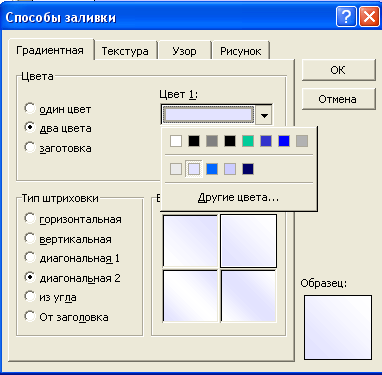 Способы заливки
Градиентная
Текстура
Узор
Рисунок
Цвета
один цвет
два цвета
заготовка
Цвет 1:
Другие цвета...
ОК
Отмена
Тип штриховки
горизонтальная
вертикальная
диагональная 1
диагональная 2
из угла
От заголовка
Образец: